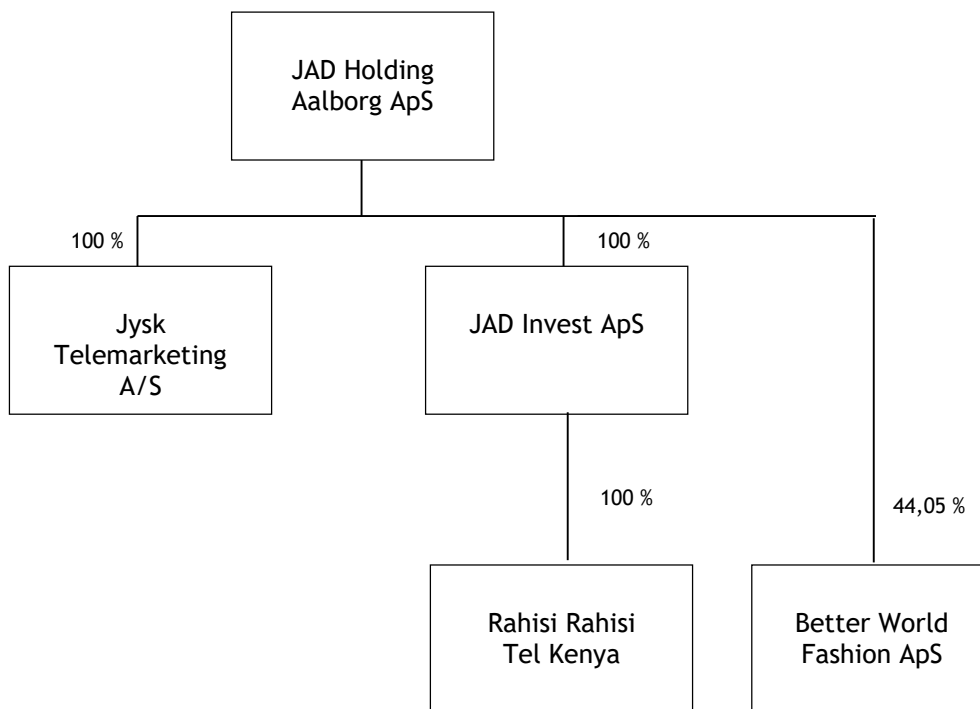 JAD Holding
Aalborg ApS
100 %
100 %
Jysk
Telemarketing
A/S
JAD Invest ApS
100 %
44,05 %
Rahisi Rahisi
Tel Kenya
Better World
Fashion ApS